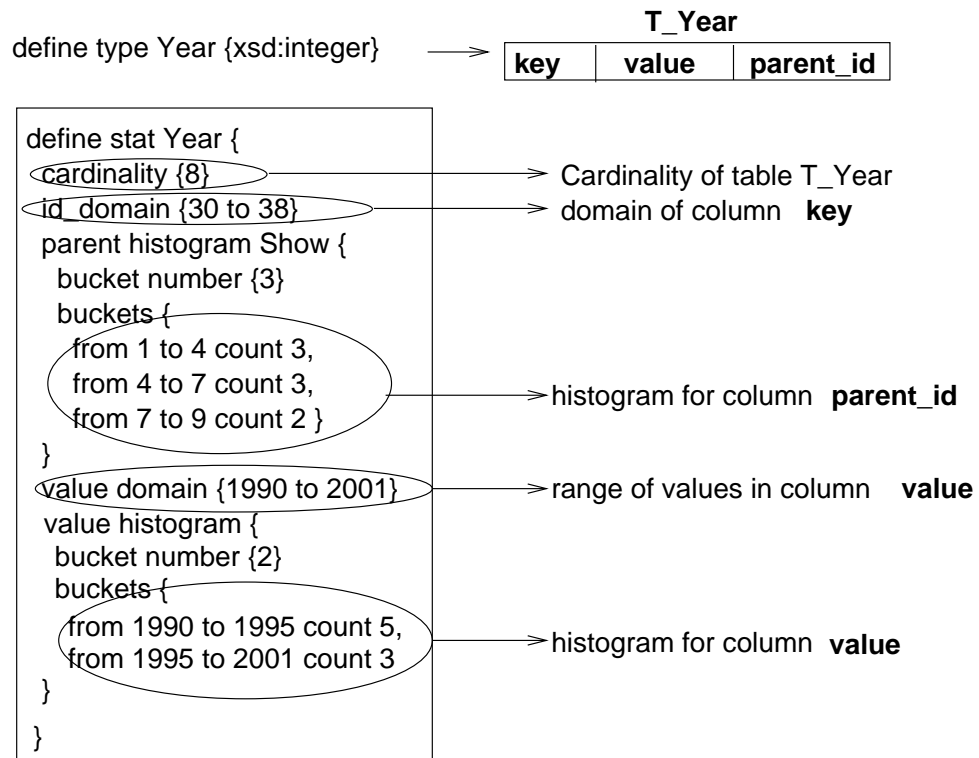 T_Year
define type Year {xsd:integer}
key value parent_id
define stat Year {
cardinality {8}
Cardinality of table T_Year
id_domain {30 to 38}
domain of column key
parent histogram Show {
bucket number {3}
buckets {
from 1 to 4 count 3,
from 4 to 7 count 3,
from 7 to 9 count 2 }
histogram for column parent_id
}
value domain {1990 to 2001}
range of values in column value
value histogram {
bucket number {2}
buckets {
from 1990 to 1995 count 5,
from 1995 to 2001 count 3
histogram for column value
}
}